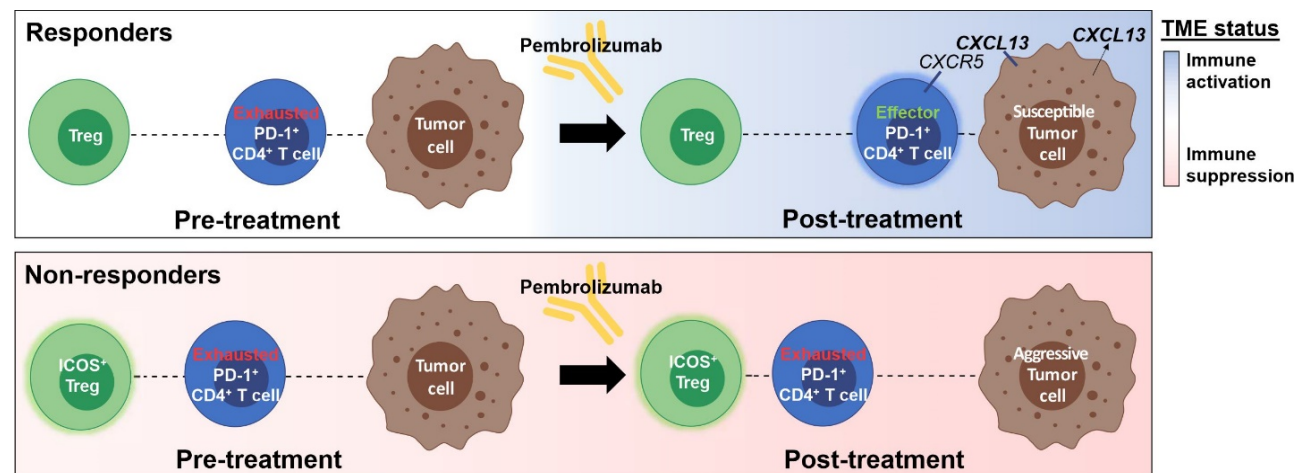 Responders
Treg
Exhausted
PD-1⁺
CD4⁺ T cell
Tumor
cell
Pre-treatment
Pembrolizumab
Treg
CXCL13
CXCR5
CXCL13
Effector
PD-1⁺
CD4⁺ T cell
Susceptible
Tumor
cell
Post-treatment
TME status
Immune
activation
Immune
suppression
Non-responders
ICOS⁺
Treg
Exhausted
PD-1⁺
CD4⁺ T cell
Tumor
cell
Pre-treatment
Pembrolizumab
ICOS⁺
Treg
Exhausted
PD-1⁺
CD4⁺ T cell
Aggressive
Tumor
cell
Post-treatment